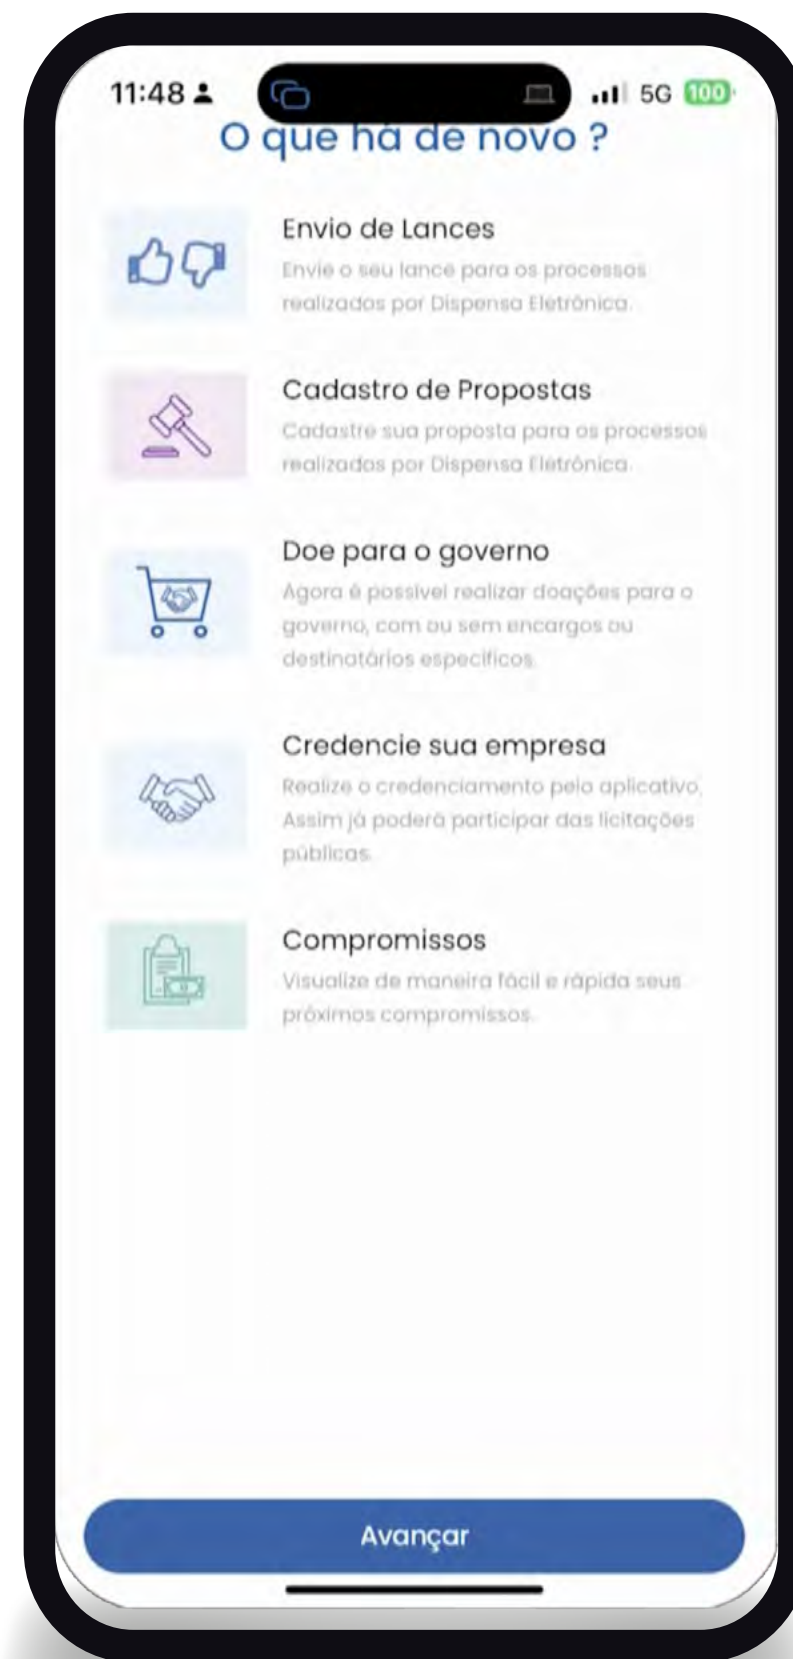 11:48
5G 100
O que há de novo ?
Envio de Lances
Envie o seu lance para os processos
realizados por Dispensa Eletrônica.
Cadastro de Propostas
Cadastre sua proposta para os processos
realizados por Dispensa Eletrônica.
Doe para o governo
Agora é possível realizar doações para o
governo, com ou sem encargos ou
destinatários específicos.
Credencie sua empresa
Realize o credenciamento pelo aplicativo.
Assim já poderá participar das licitações
públicas.
Compromissos
Visualize de maneira fácil e rápida seus
próximos compromissos.
Avançar